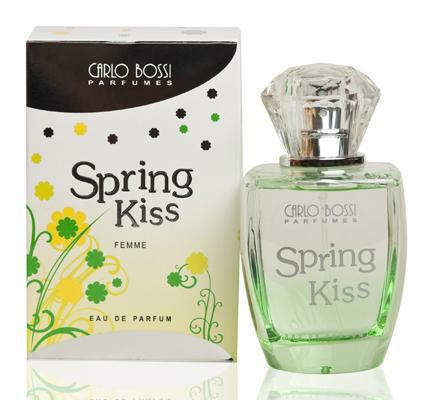 CARLO BOSSI
PARFUMES
Spring
Kiss
FEMME
EAU DE PARFUM
CARLO BOSSI
PARFUMES
Spring
Kiss